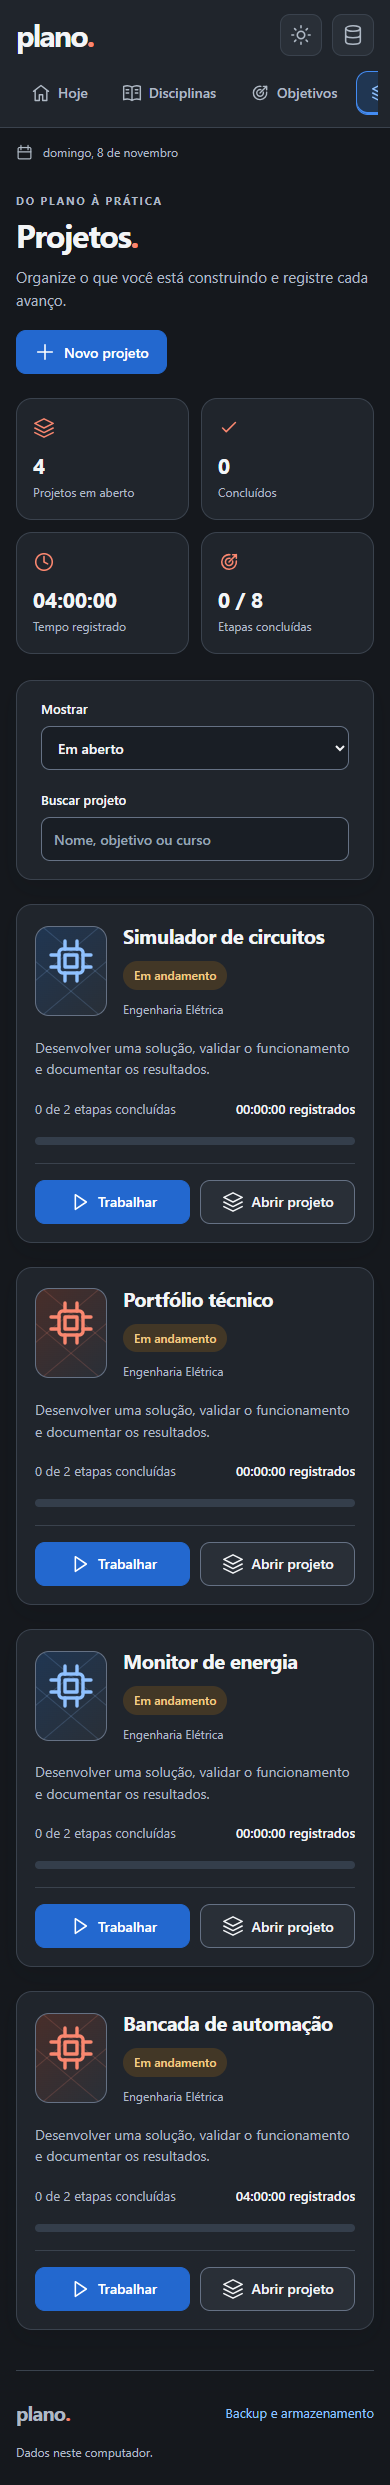 plano.
Hoje
Disciplinas
Objetivos
domingo, 8 de novembro
DO PLANO À PRÁTICA
Projetos.
Organize o que você está construindo e registre cada
avanço.
Novo projeto
4
Projetos em aberto
0
Concluídos
04:00:00
Tempo registrado
0 / 8
Etapas concluídas
Mostrar
Em aberto
Buscar projeto
Nome, objetivo ou curso
Simulador de circuitos
Em andamento
Engenharia Elétrica
Desenvolver uma solução, validar o funcionamento
e documentar os resultados.
0 de 2 etapas concluídas
00:00:00 registrados
Trabalhar
Abrir projeto
Portfólio técnico
Em andamento
Engenharia Elétrica
Desenvolver uma solução, validar o funcionamento
e documentar os resultados.
0 de 2 etapas concluídas
00:00:00 registrados
Trabalhar
Abrir projeto
Monitor de energia
Em andamento
Engenharia Elétrica
Desenvolver uma solução, validar o funcionamento
e documentar os resultados.
0 de 2 etapas concluídas
00:00:00 registrados
Trabalhar
Abrir projeto
Bancada de automação
Em andamento
Engenharia Elétrica
Desenvolver uma solução, validar o funcionamento
e documentar os resultados.
0 de 2 etapas concluídas
04:00:00 registrados
Trabalhar
Abrir projeto
plano.
Backup e armazenamento
Dados neste computador.